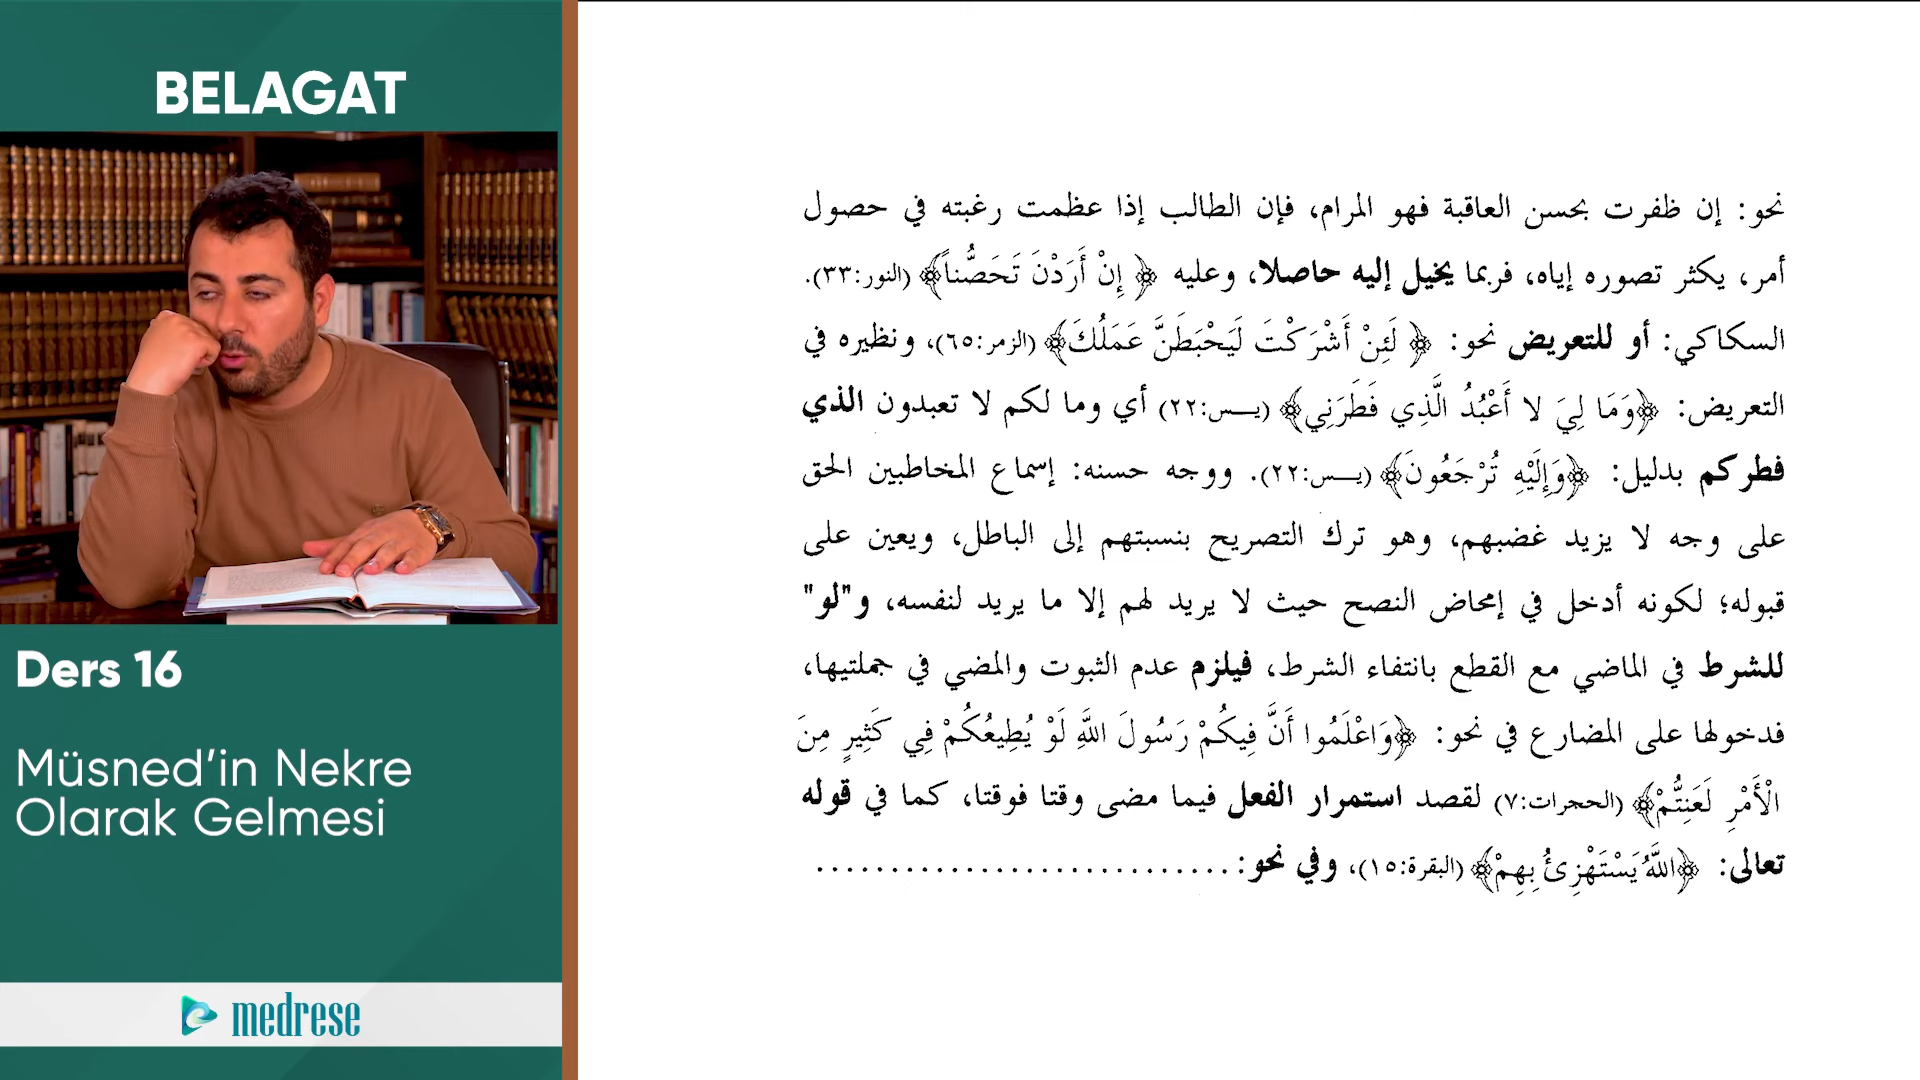 BELAGAT
Ders 16
Müsned’in Nekre
Olarak Gelmesi
medrese
نحو: إن ظفرت بحسن العاقبة فهو المرام، فإن الطالب إذا عظمت رغبته في حصول
أمر، يكثر تصوره إياه، فربما يخيل إليه حاصلا، وعليه ﴿إِنْ أَرَدْنَ تَحَصُّناً﴾ (النور:٣٣).
السكاكي: أو للتعريض نحو: ﴿لَئِنْ أَشْرَكْتَ لَيَحْبَطَنَّ عَمَلُكَ﴾ (الزمر:٦٥)، ونظيره في
التعريض: ﴿وَمَا لِيَ لا أَعْبُدُ الَّذِي فَطَرَنِي﴾ (يـس:٢٢) أي وما لكم لا تعبدون الذي
فطركم بدليل: ﴿وَإِلَيْهِ تُرْجَعُونَ﴾ (يـس:٢٢). ووجه حسنه: إسماع المخاطبين الحق
على وجه لا يزيد غضبهم، وهو ترك التصريح بنسبتهم إلى الباطل، ويعين على
قبوله؛ لكونه أدخل في إمحاض النصح حيث لا يريد لهم إلا ما يريد لنفسه، و"لو"
للشرط في الماضي مع القطع بانتفاء الشرط، فيلزم عدم الثبوت والمضي في جملتيها،
فدخولها على المضارع في نحو: ﴿وَاعْلَمُوا أَنَّ فِيكُمْ رَسُولَ اللَّهِ لَوْ يُطِيعُكُمْ فِي كَثِيرٍ مِنَ
الْأَمْرِ لَعَنِتُّمْ﴾ (الحجرات:٧) لقصد استمرار الفعل فيما مضى وقتا فوقتا، كما في قوله
تعالى: ﴿اللَّهُ يَسْتَهْزِئُ بِهِمْ﴾ (البقرة:١٥)، وفي نحو:............................